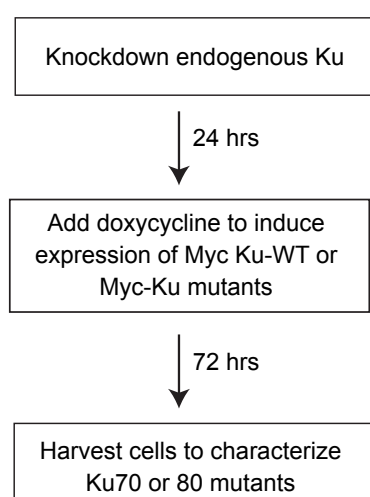 Knockdown endogenous Ku
24 hrs
Add doxycycline to induce
expression of Myc Ku-WT or
Myc-Ku mutants
72 hrs
Harvest cells to characterize
Ku70 or 80 mutants